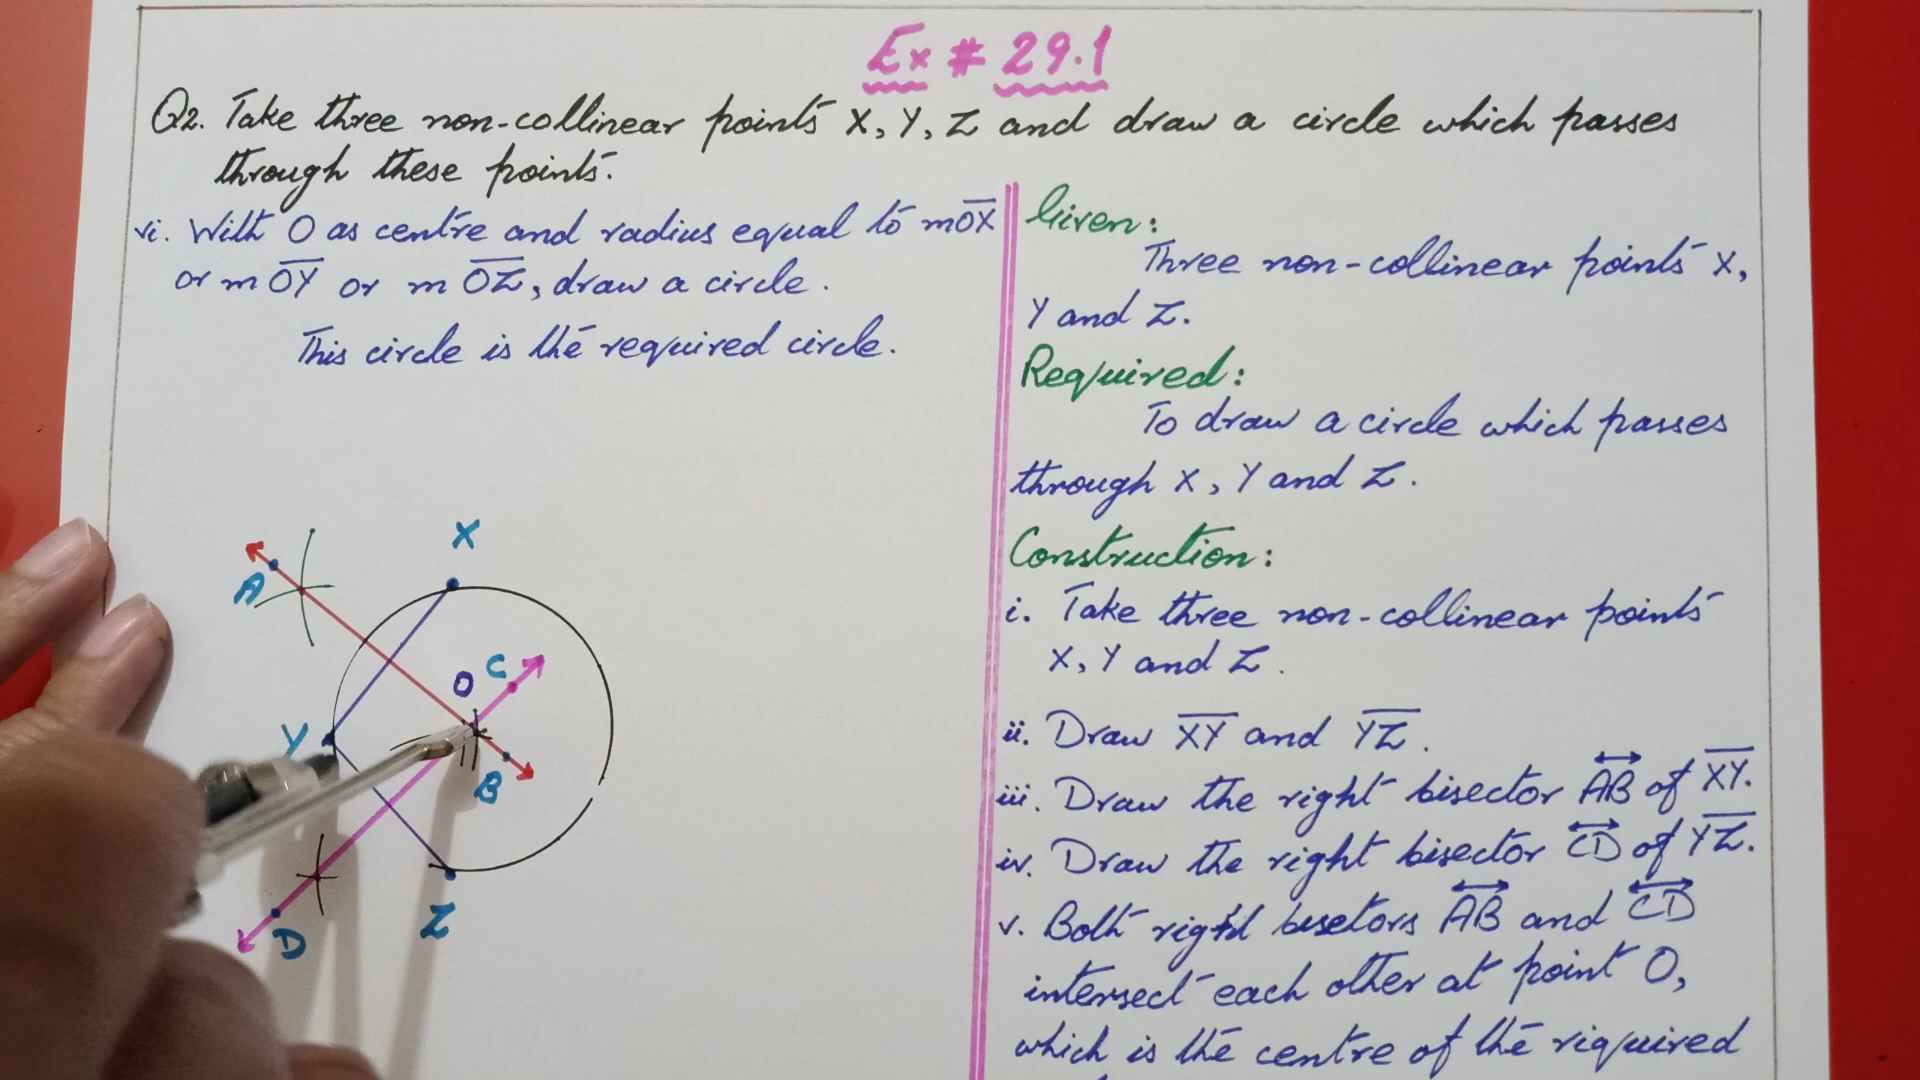 Ex # 29.1
Q2. Take three non-collinear points X, Y, Z and draw a circle which passes
through these points.
vi. With O as centre and radius equal to mOX
or mOY or mOZ, draw a circle.
This circle is the required circle.
X
A
O C
Y
B
D
Z
Given:
Three non-collinear points X,
Y and Z.
Required:
To draw a circle which passes
through X, Y and Z.
Construction:
i. Take three non-collinear points
X, Y and Z.
ii. Draw XY and YZ.
iii. Draw the right bisector AB of XY.
iv. Draw the right bisector CD of YZ.
v. Both right bisetors AB and CD
intersect each other at point O,
which is the centre of the riquired